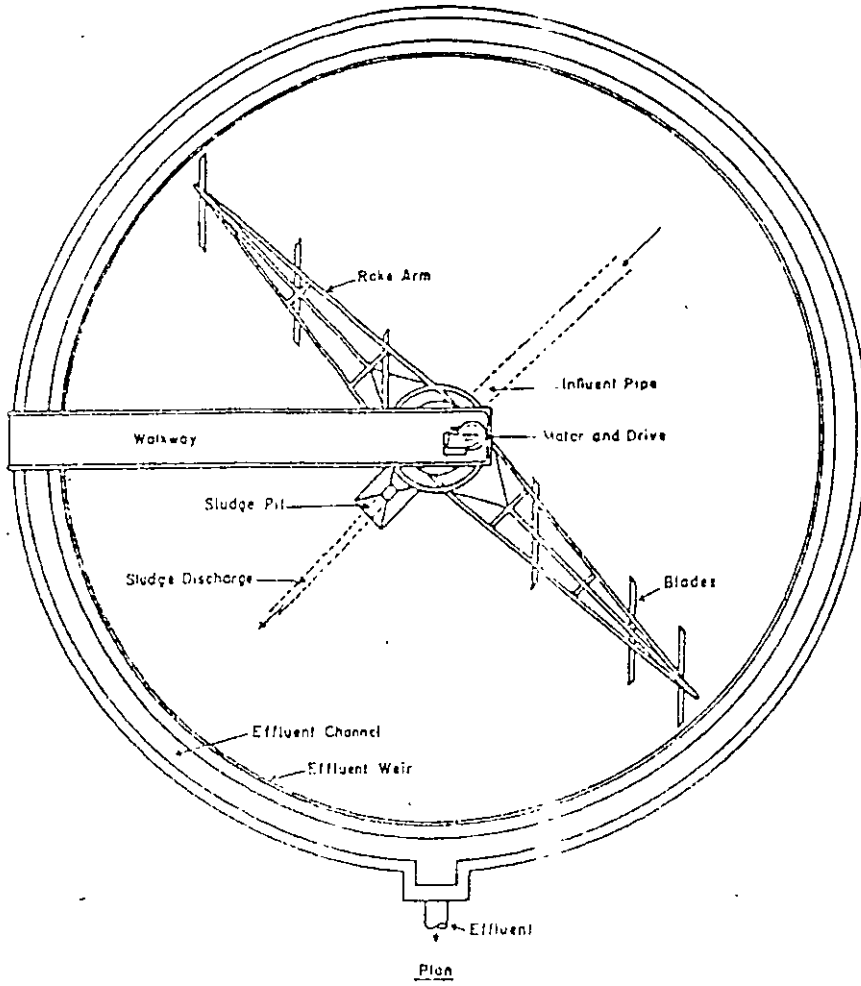 Rake Arm
Influent Pipe
Walkway
Motor and Drive
Sludge Pit
Sludge Discharge
Blades
Effluent Channel
Effluent Weir
Effluent
Plan